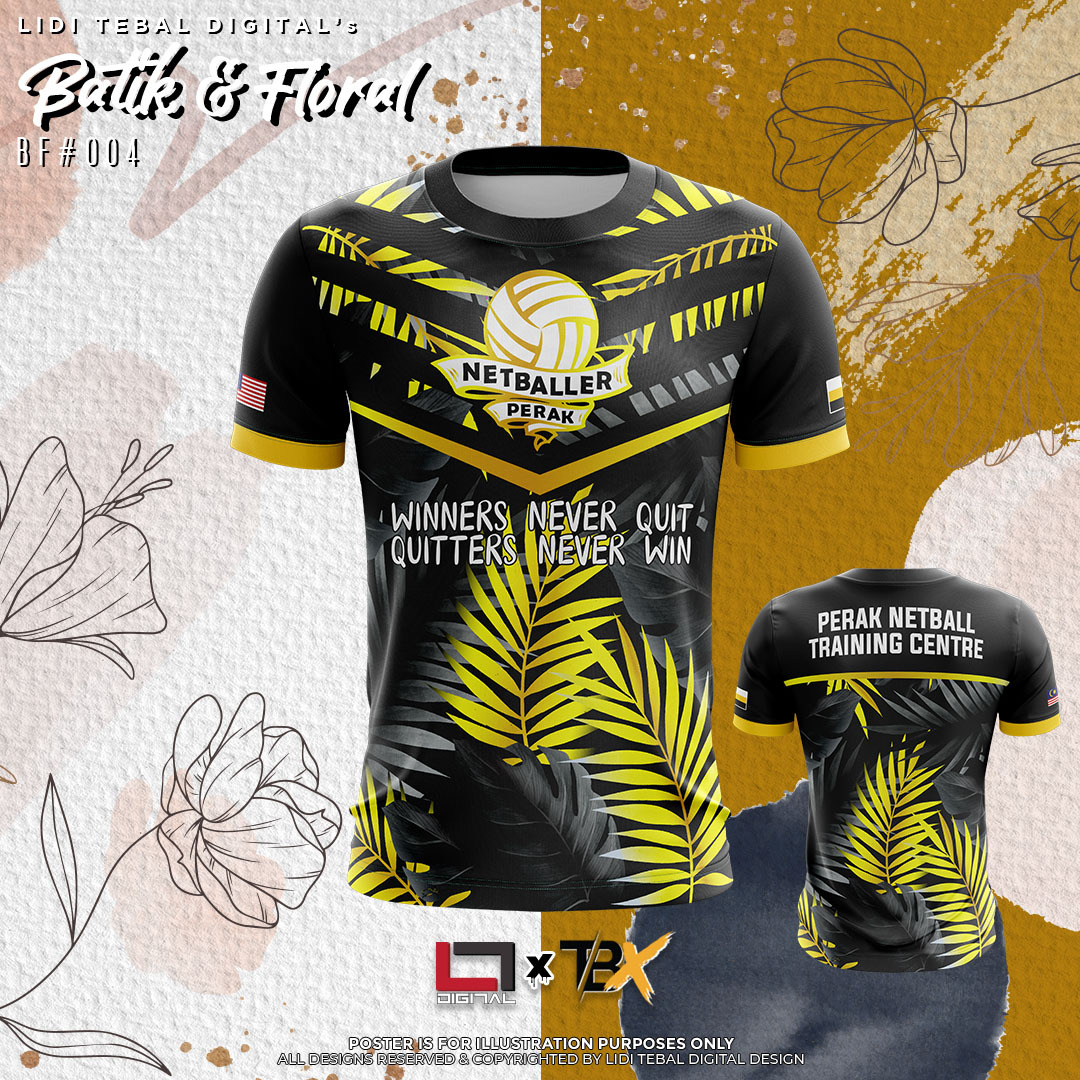 LIDI TEBAL DIGITAL's
Batik & Floral
BF#004
NETBALLER
PERAK
WINNERS NEVER QUIT
QUITTERS NEVER WIN
PERAK NETBALL
TRAINING CENTRE
DIGITAL
x
TBX
POSTER IS FOR ILLUSTRATION PURPOSES ONLY
ALL DESIGNS RESERVED & COPYRIGHTED BY LIDI TEBAL DIGITAL DESIGN